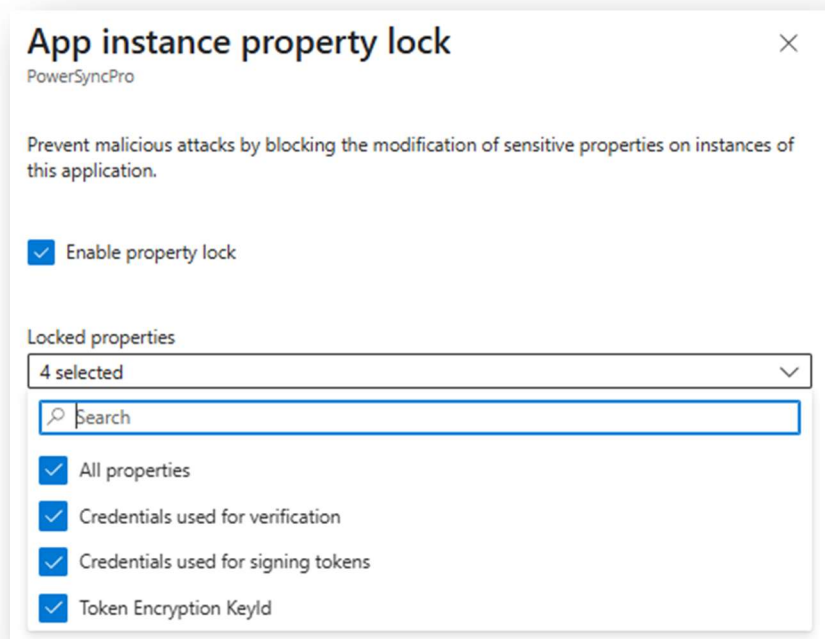 App instance property lock
PowerSyncPro
Prevent malicious attacks by blocking the modification of sensitive properties on instances of
this application.
Enable property lock
Locked properties
4 selected
Search
All properties
Credentials used for verification
Credentials used for signing tokens
Token Encryption KeyId